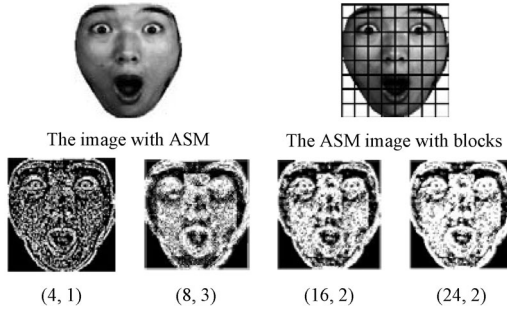 The image with ASM
The ASM image with blocks
(4, 1)
(8, 3)
(16, 2)
(24, 2)